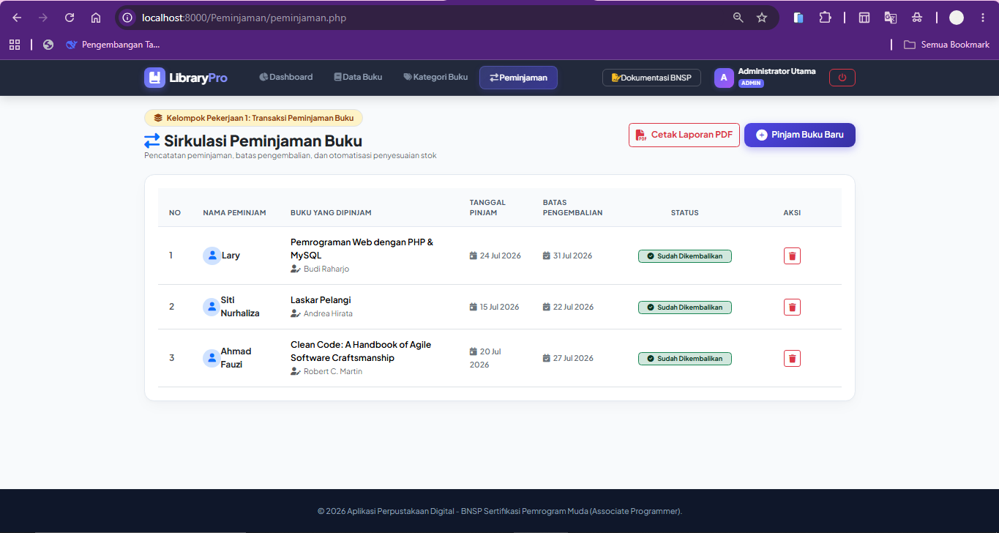 localhost:8000/Peminjaman/peminjaman.php
Pengembangan Ta...
Semua Bookmark
LibraryPro
Dashboard
Data Buku
Kategori Buku
Peminjaman
Dokumentasi BNSP
A
Administrator Utama
ADMIN
Kelompok Pekerjaan 1: Transaksi Peminjaman Buku
Sirkulasi Peminjaman Buku
Pencatatan peminjaman, batas pengembalian, dan otomatisasi penyesuaian stok
PDF
Cetak Laporan PDF
Pinjam Buku Baru
NO
NAMA PEMINJAM
BUKU YANG DIPINJAM
TANGGAL
PINJAM
BATAS
PENGEMBALIAN
STATUS
AKSI
1
Lary
Pemrograman Web dengan PHP &
MySQL
Budi Raharjo
24 Jul 2026
31 Jul 2026
Sudah Dikembalikan
2
Siti
Nurhaliza
Laskar Pelangi
Andrea Hirata
15 Jul 2026
22 Jul 2026
Sudah Dikembalikan
3
Ahmad
Fauzi
Clean Code: A Handbook of Agile
Software Craftsmanship
Robert C. Martin
20 Jul
2026
27 Jul 2026
Sudah Dikembalikan
© 2026 Aplikasi Perpustakaan Digital - BNSP Sertifikasi Pemrogram Muda (Associate Programmer).